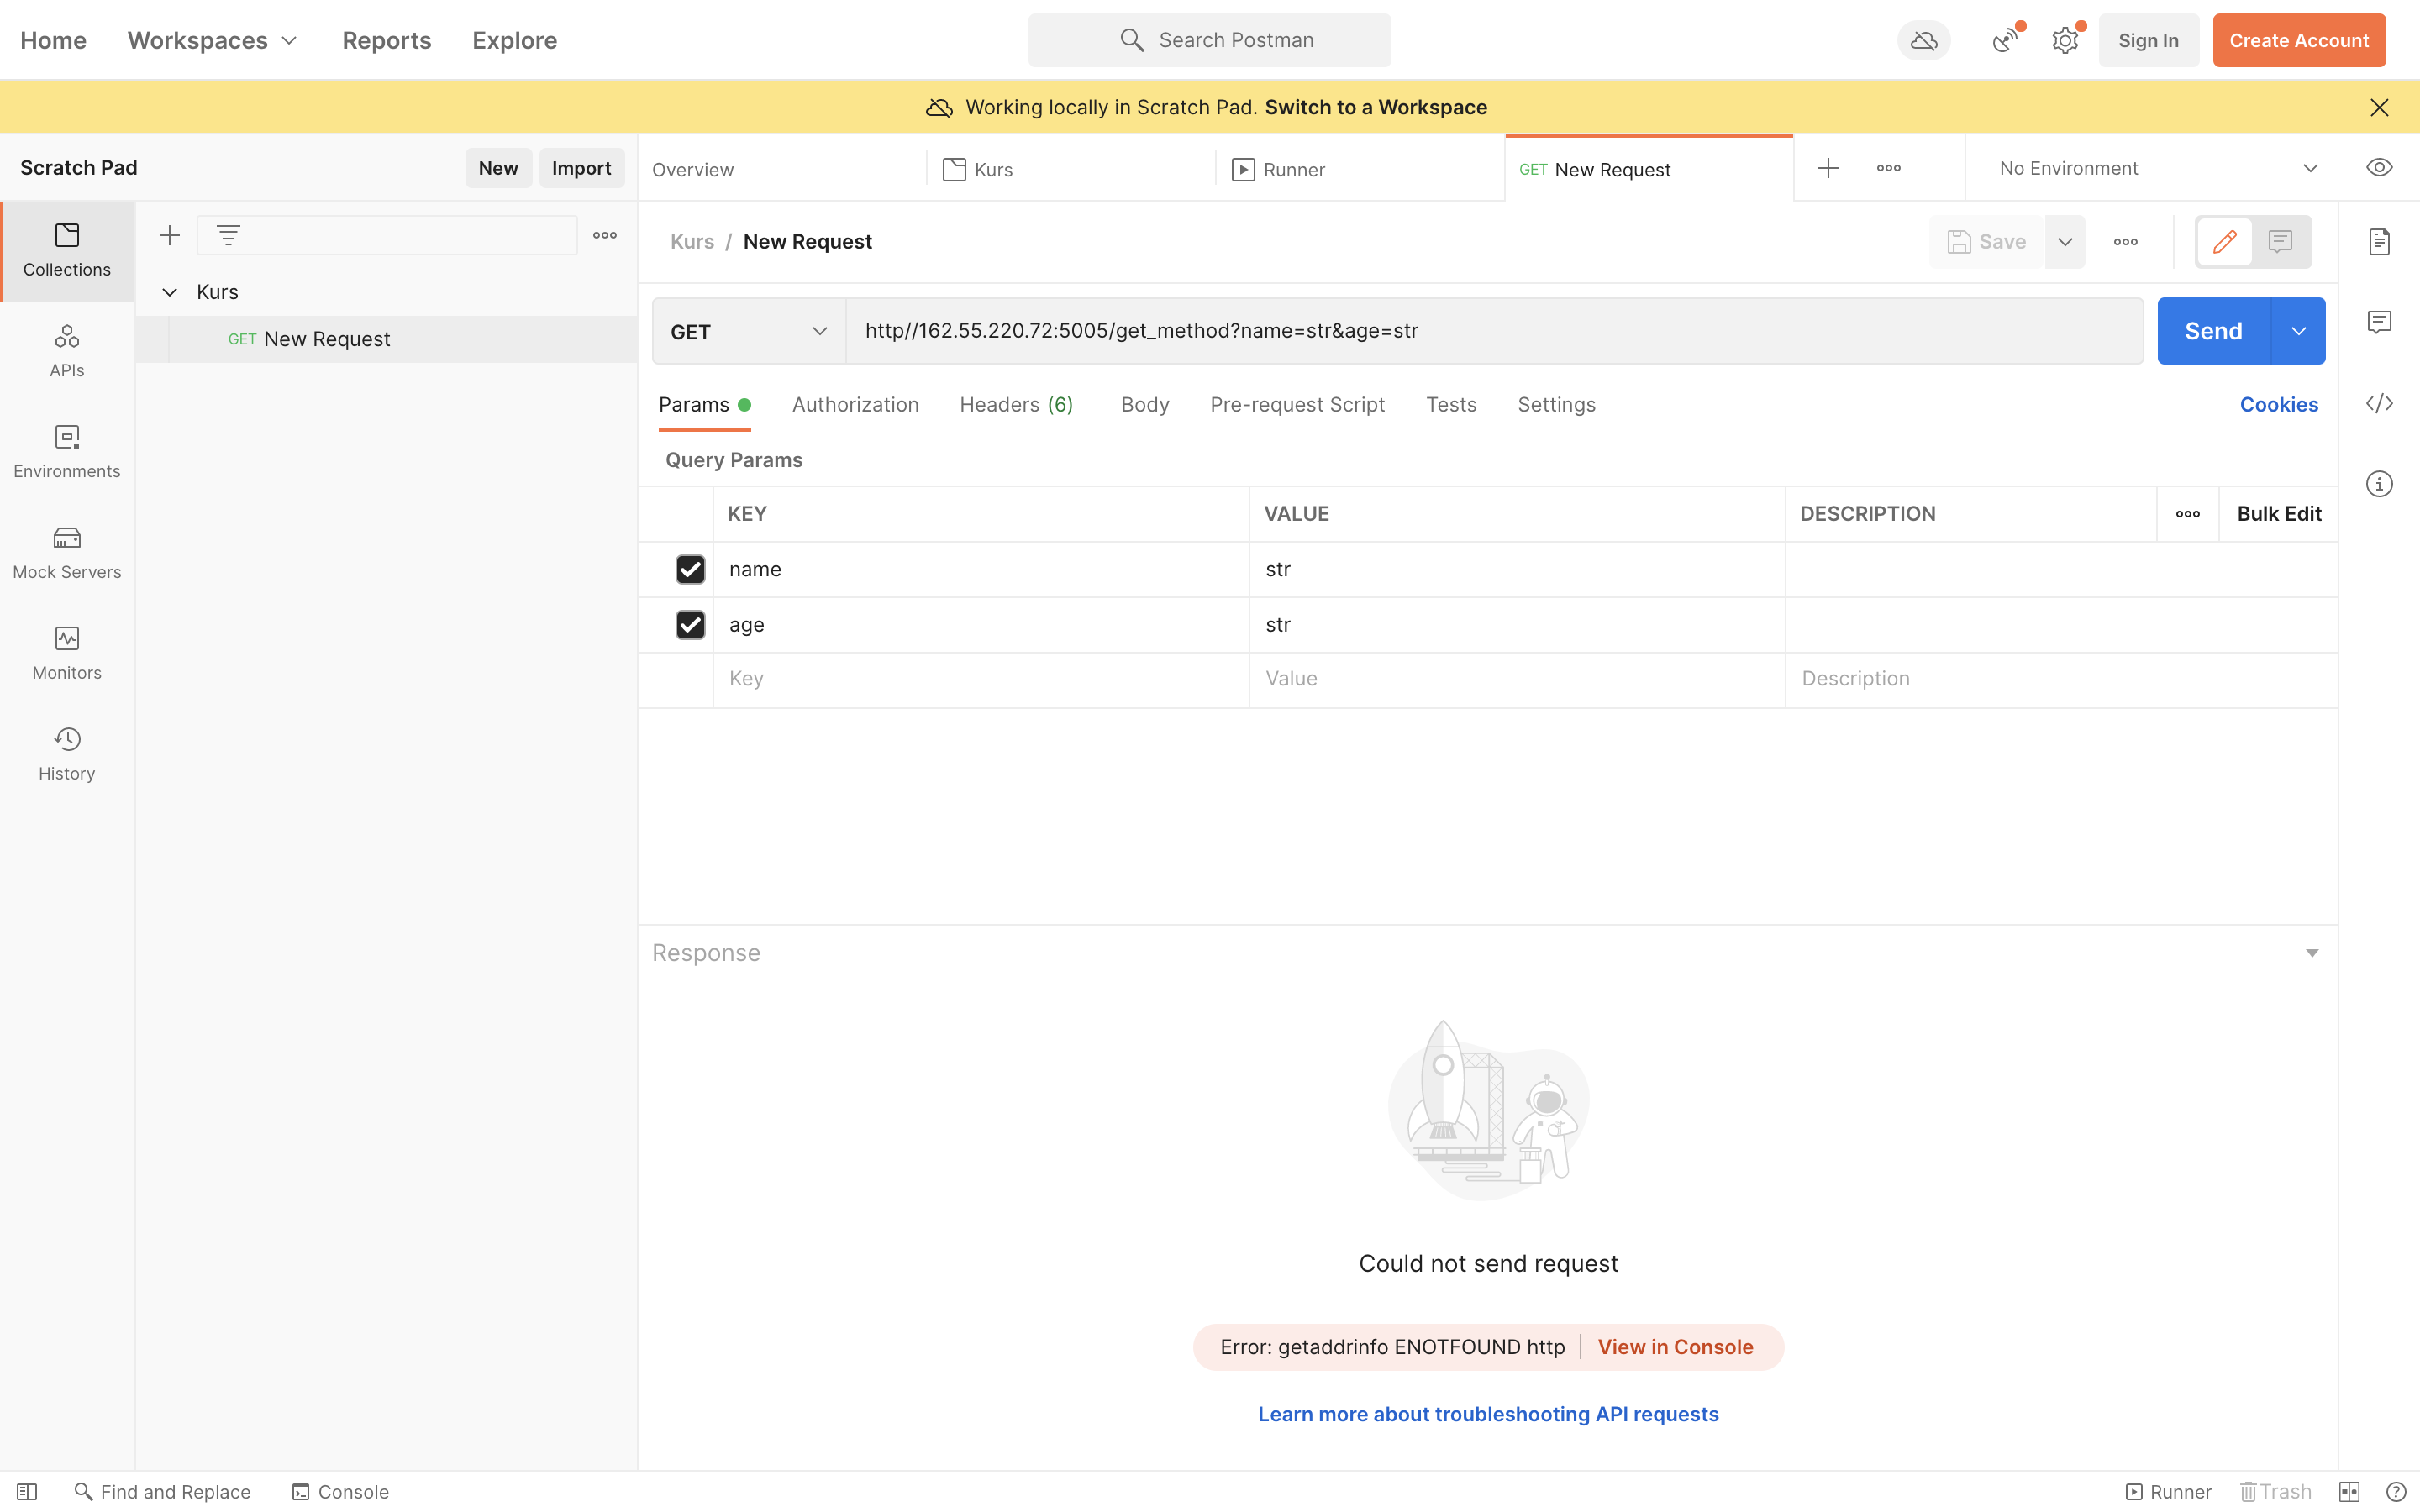 Home Workspaces Reports Explore Search Postman Sign In Create Account
Working locally in Scratch Pad. Switch to a Workspace
Scratch Pad New Import Overview Kurs Runner GET New Request No Environment
Collections
APIs
Environments
Mock Servers
Monitors
History
Kurs
GET New Request
Kurs / New Request Save
GET http//162.55.220.72:5005/get_method?name=str&age=str Send
Params Authorization Headers (6) Body Pre-request Script Tests Settings Cookies
Query Params
KEY VALUE DESCRIPTION Bulk Edit
name str
age str
Key Value Description
Response
Could not send request
Error: getaddrinfo ENOTFOUND http View in Console
Learn more about troubleshooting API requests
Find and Replace Console Runner Trash